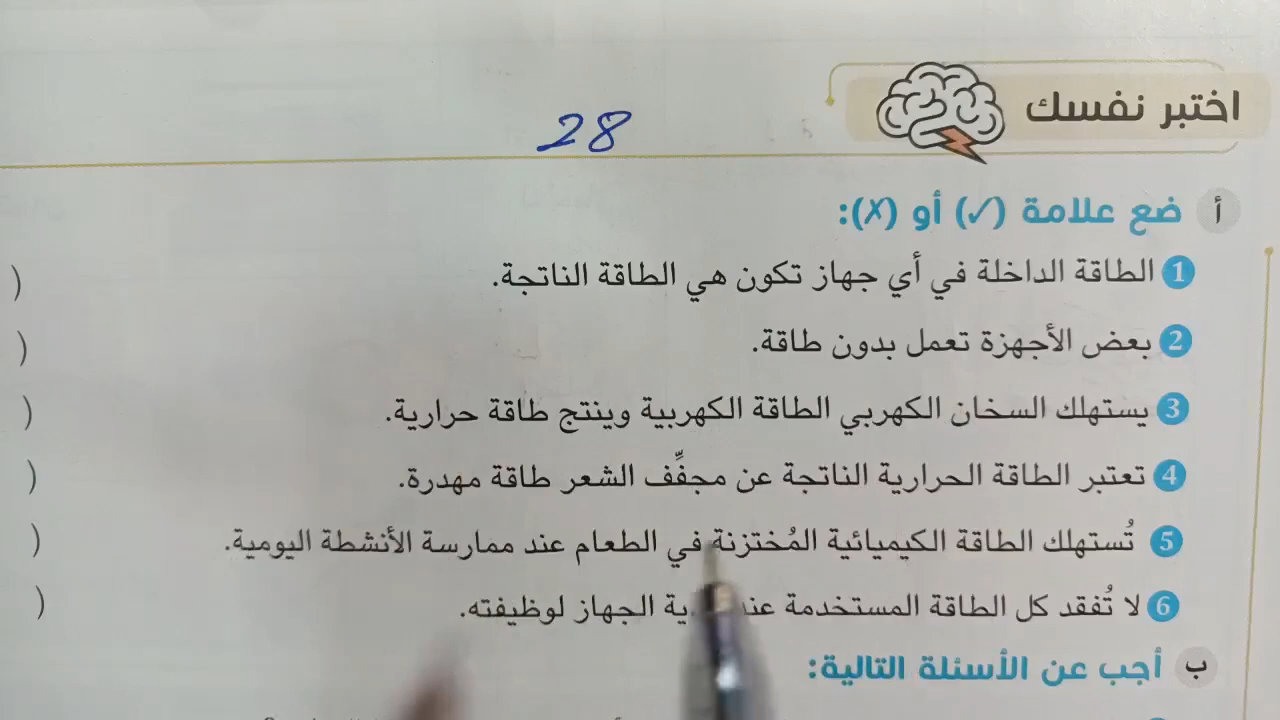 اختبر نفسك
28
أ ضع علامة (✓) أو (✗):
1 الطاقة الداخلة في أي جهاز تكون هي الطاقة الناتجة. (
2 بعض الأجهزة تعمل بدون طاقة. (
3 يستهلك السخان الكهربي الطاقة الكهربية وينتج طاقة حرارية. (
4 تعتبر الطاقة الحرارية الناتجة عن مجفِّف الشعر طاقة مهدرة. (
5 تُستهلك الطاقة الكيميائية المُختزنة في الطعام عند ممارسة الأنشطة اليومية. (
6 لا تُفقد كل الطاقة المستخدمة عند الجهاز لوظيفته. (
ب أجب عن الأسئلة التالية: